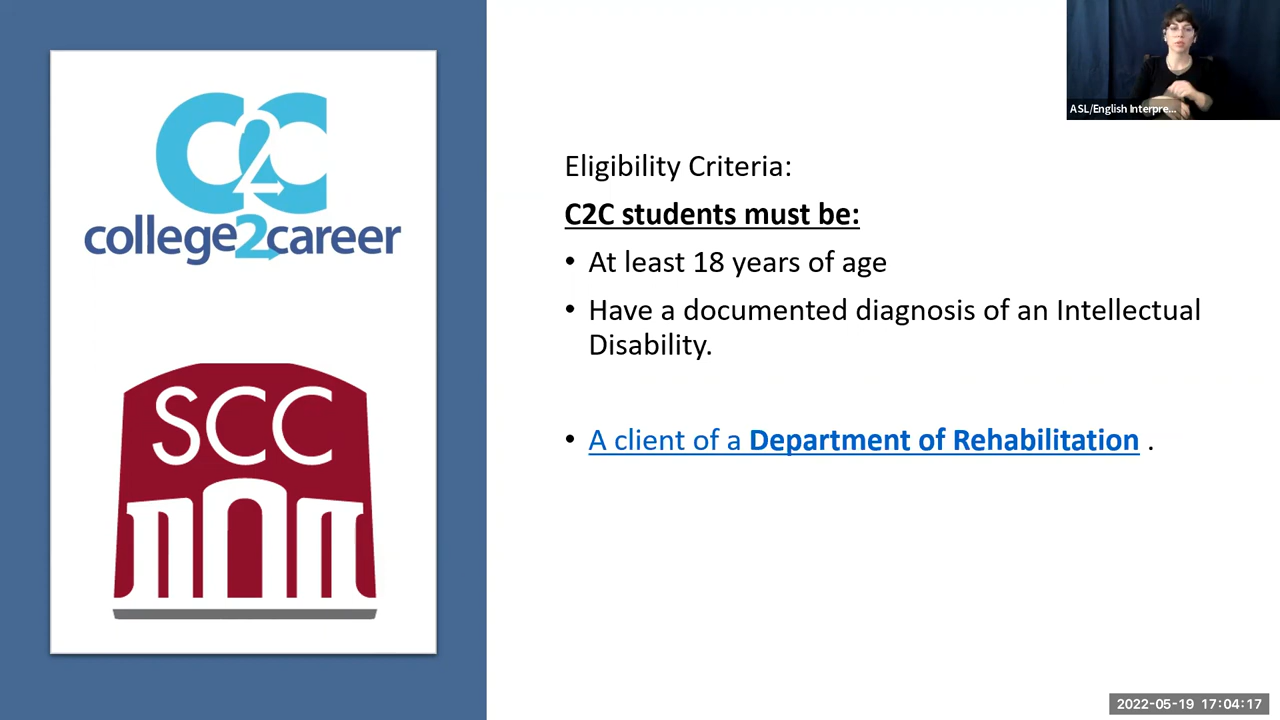 C2C
college2career
SCC
ASL/English Interpre...
Eligibility Criteria:
C2C students must be:
• At least 18 years of age
• Have a documented diagnosis of an Intellectual
Disability.
• A client of a Department of Rehabilitation .
2022-05-19 17:04:17